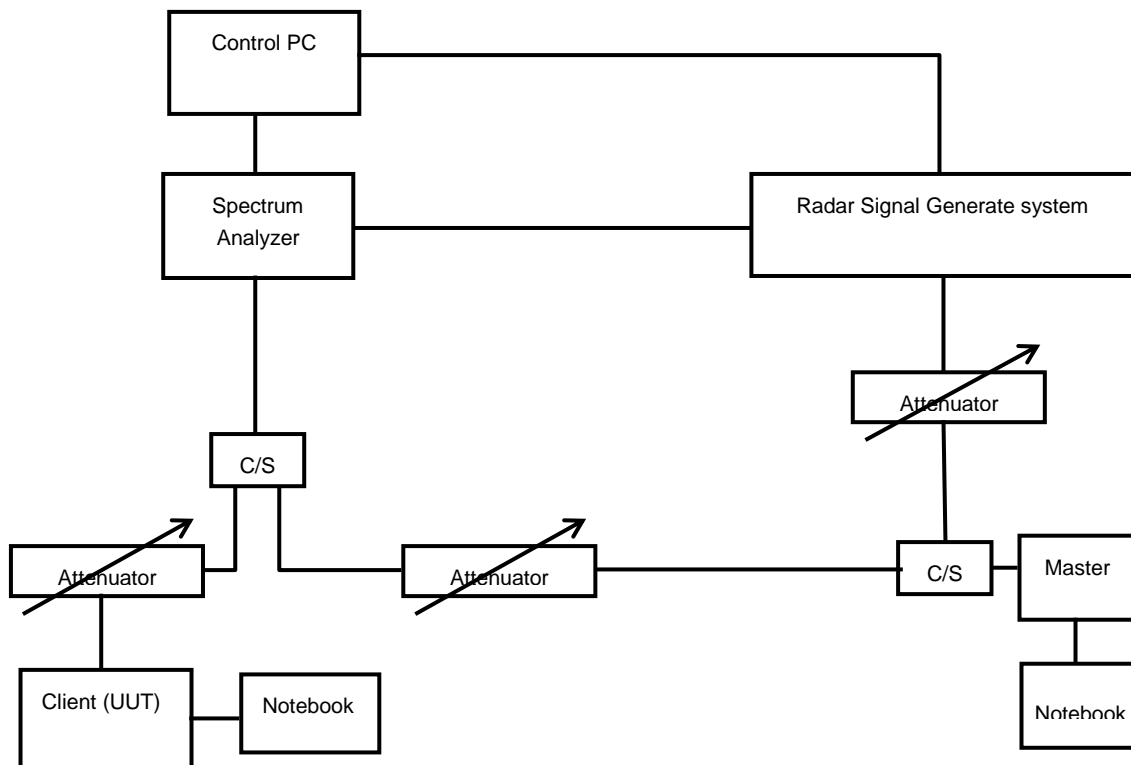 Control PC
Spectrum
Analyzer
Radar Signal Generate system
Attenuator
C/S
Attenuator
Attenuator
C/S
Master
Client (UUT)
Notebook
Notebook